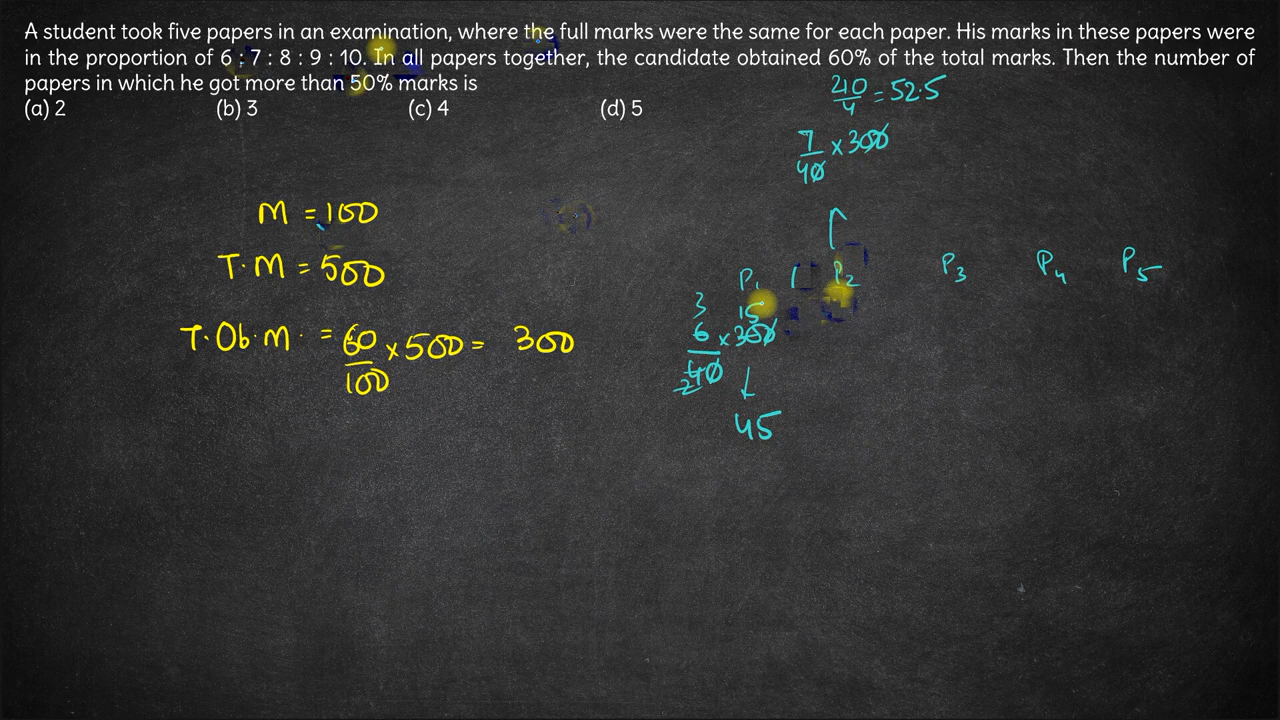 A student took five papers in an examination, where the full marks were the same for each paper. His marks in these papers were
in the proportion of 6 : 7 : 8 : 9 : 10. In all papers together, the candidate obtained 60% of the total marks. Then the number of
papers in which he got more than 50% marks is
(a) 2 (b) 3 (c) 4 (d) 5
210/4 = 52.5
7/40 × 300
M = 100
T.M = 500
T.Ob.M. = 60/100 × 500 = 300
P1 P2 P3 P4 P5
3 15
6/40 × 300
2
45